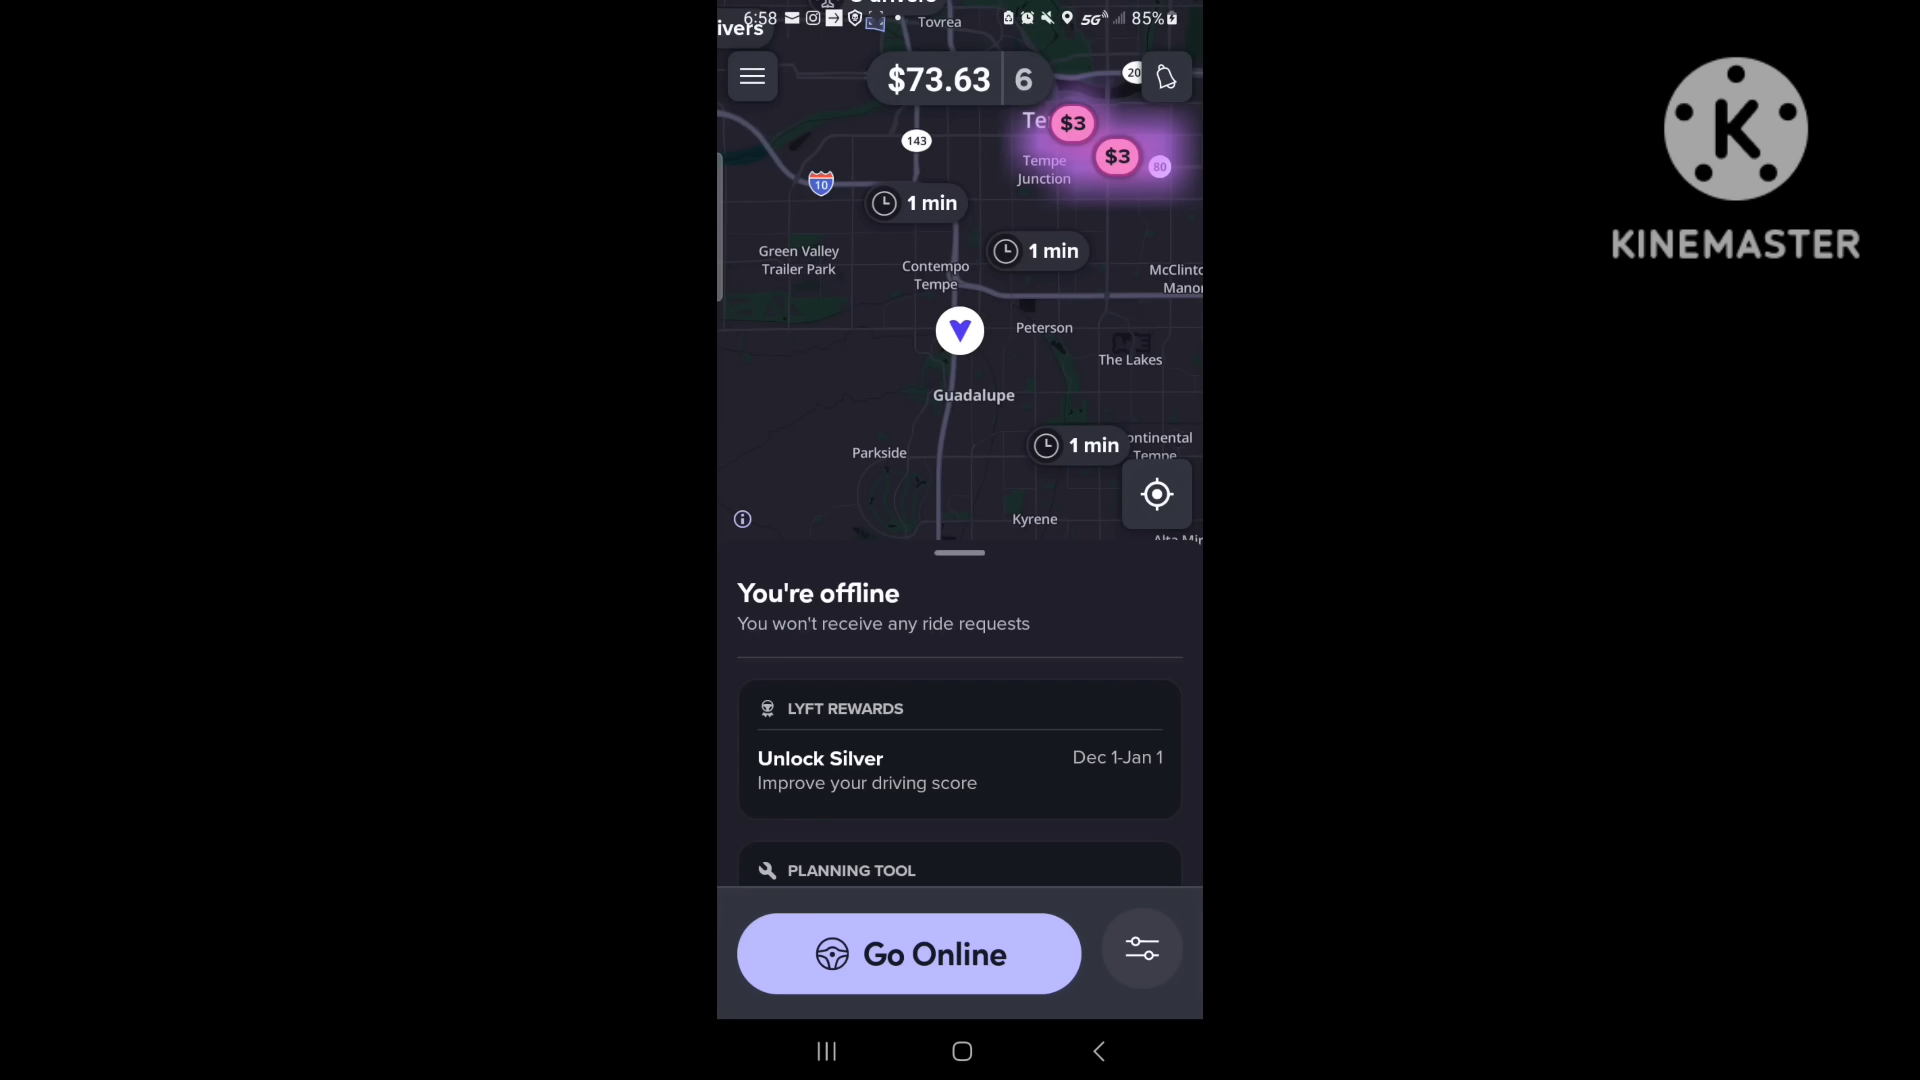 6:58
5G
85%
Tovrea
ivers
$73.63
6
20
143
$3
$3
80
Tempe
Junction
10
1 min
1 min
Green Valley
Trailer Park
Contempo
Tempe
McClinto
Manor
Peterson
The Lakes
Guadalupe
1 min
ontinental
Tempe
Parkside
Kyrene
You're offline
You won't receive any ride requests
LYFT REWARDS
Unlock Silver
Dec 1-Jan 1
Improve your driving score
PLANNING TOOL
Go Online
K
KINEMASTER